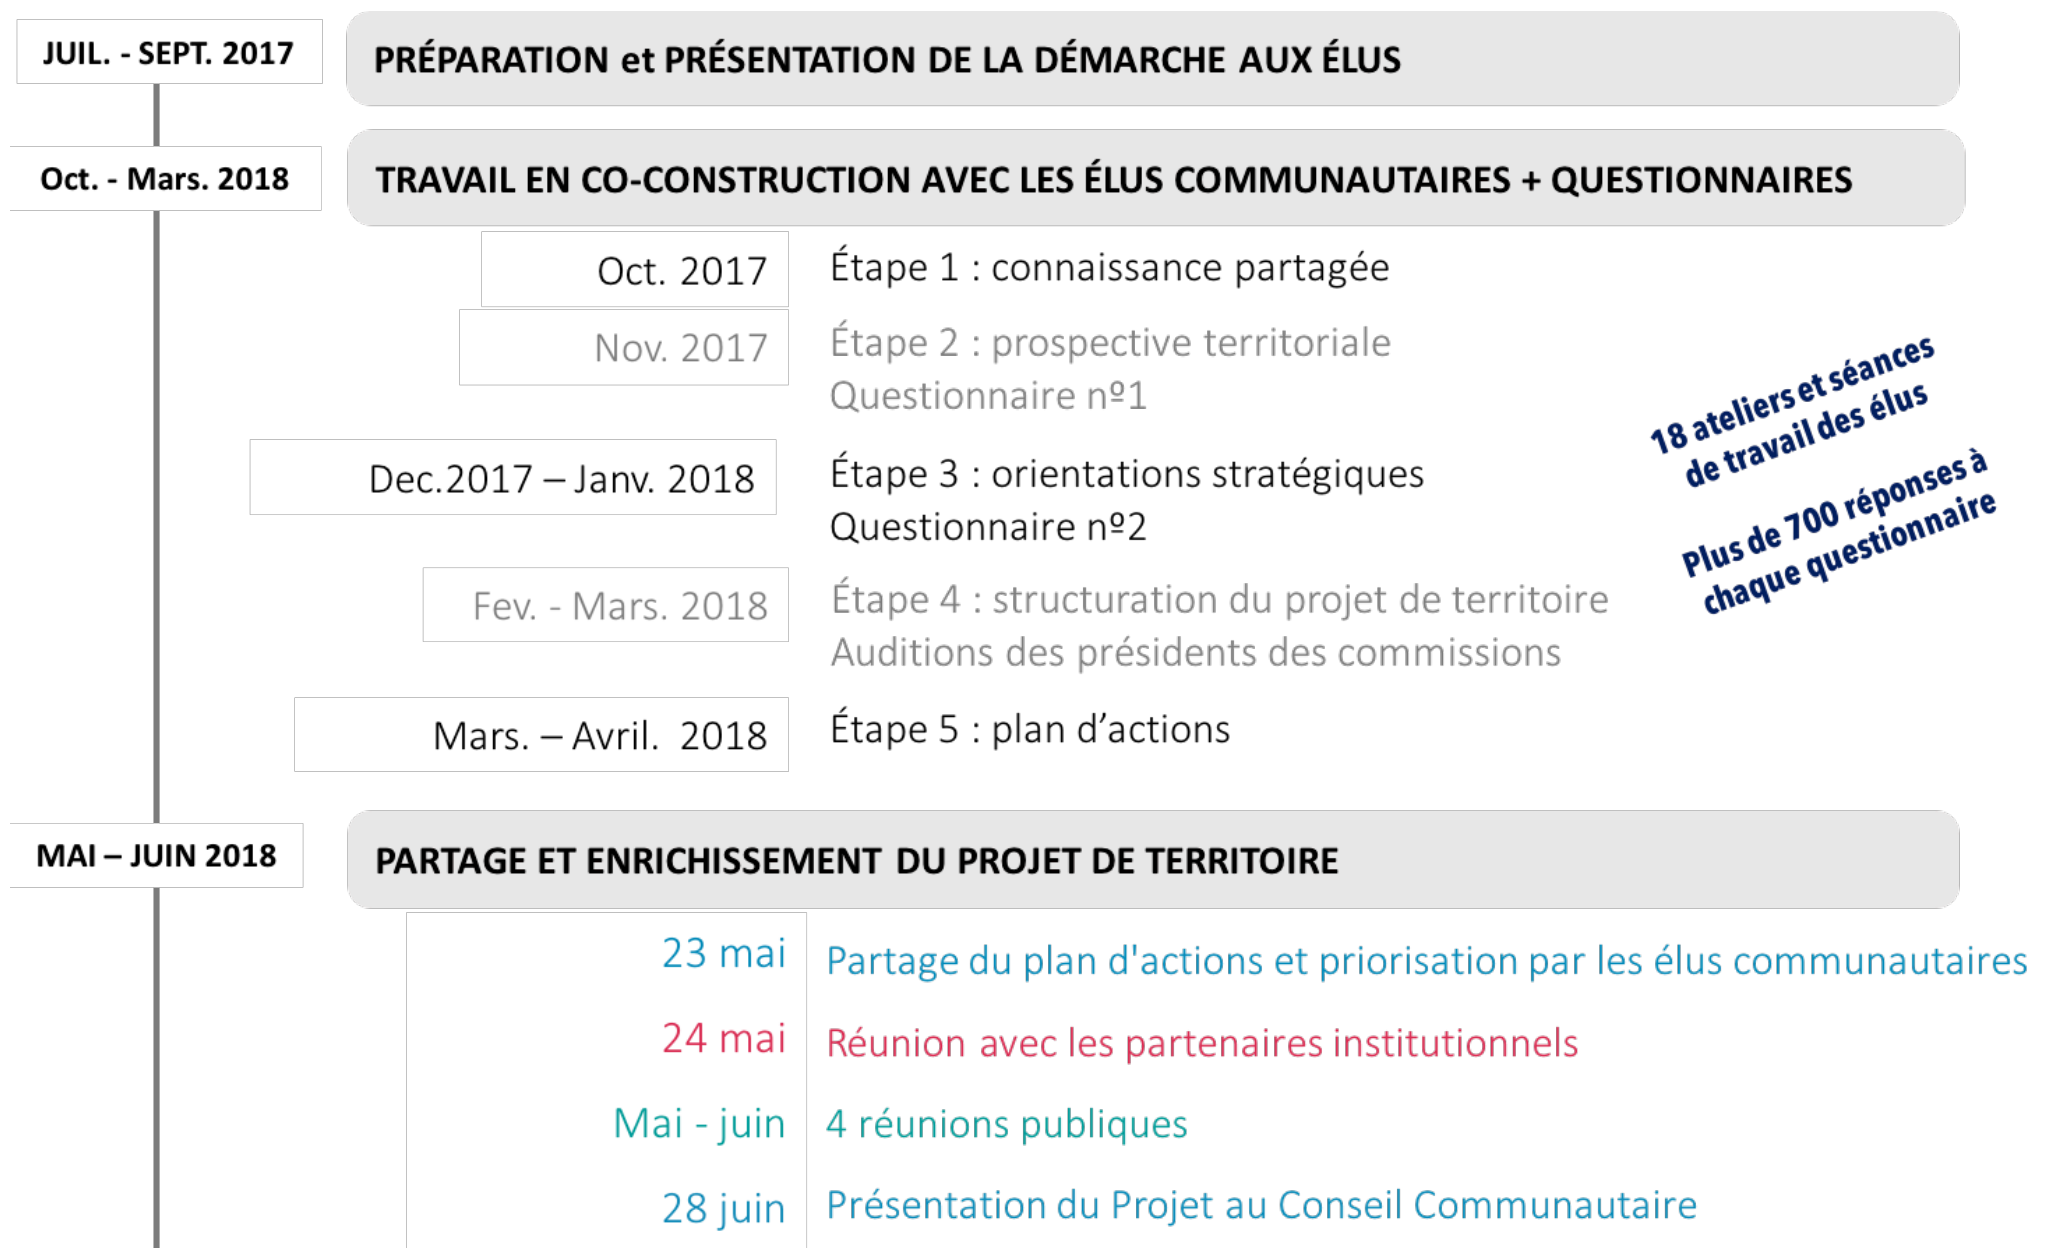 JUIL. - SEPT. 2017
PRÉPARATION et PRÉSENTATION DE LA DÉMARCHE AUX ÉLUS
Oct. - Mars. 2018
TRAVAIL EN CO-CONSTRUCTION AVEC LES ÉLUS COMMUNAUTAIRES + QUESTIONNAIRES
Oct. 2017
Étape 1 : connaissance partagée
Nov. 2017
Étape 2 : prospective territoriale
Questionnaire nº1
Dec.2017 – Janv. 2018
Étape 3 : orientations stratégiques
Questionnaire nº2
Fev. - Mars. 2018
Étape 4 : structuration du projet de territoire
Auditions des présidents des commissions
Mars. – Avril. 2018
Étape 5 : plan d’actions
18 ateliers et séances
de travail des élus
Plus de 700 réponses à
chaque questionnaire
MAI – JUIN 2018
PARTAGE ET ENRICHISSEMENT DU PROJET DE TERRITOIRE
23 mai
Partage du plan d'actions et priorisation par les élus communautaires
24 mai
Réunion avec les partenaires institutionnels
Mai - juin
4 réunions publiques
28 juin
Présentation du Projet au Conseil Communautaire